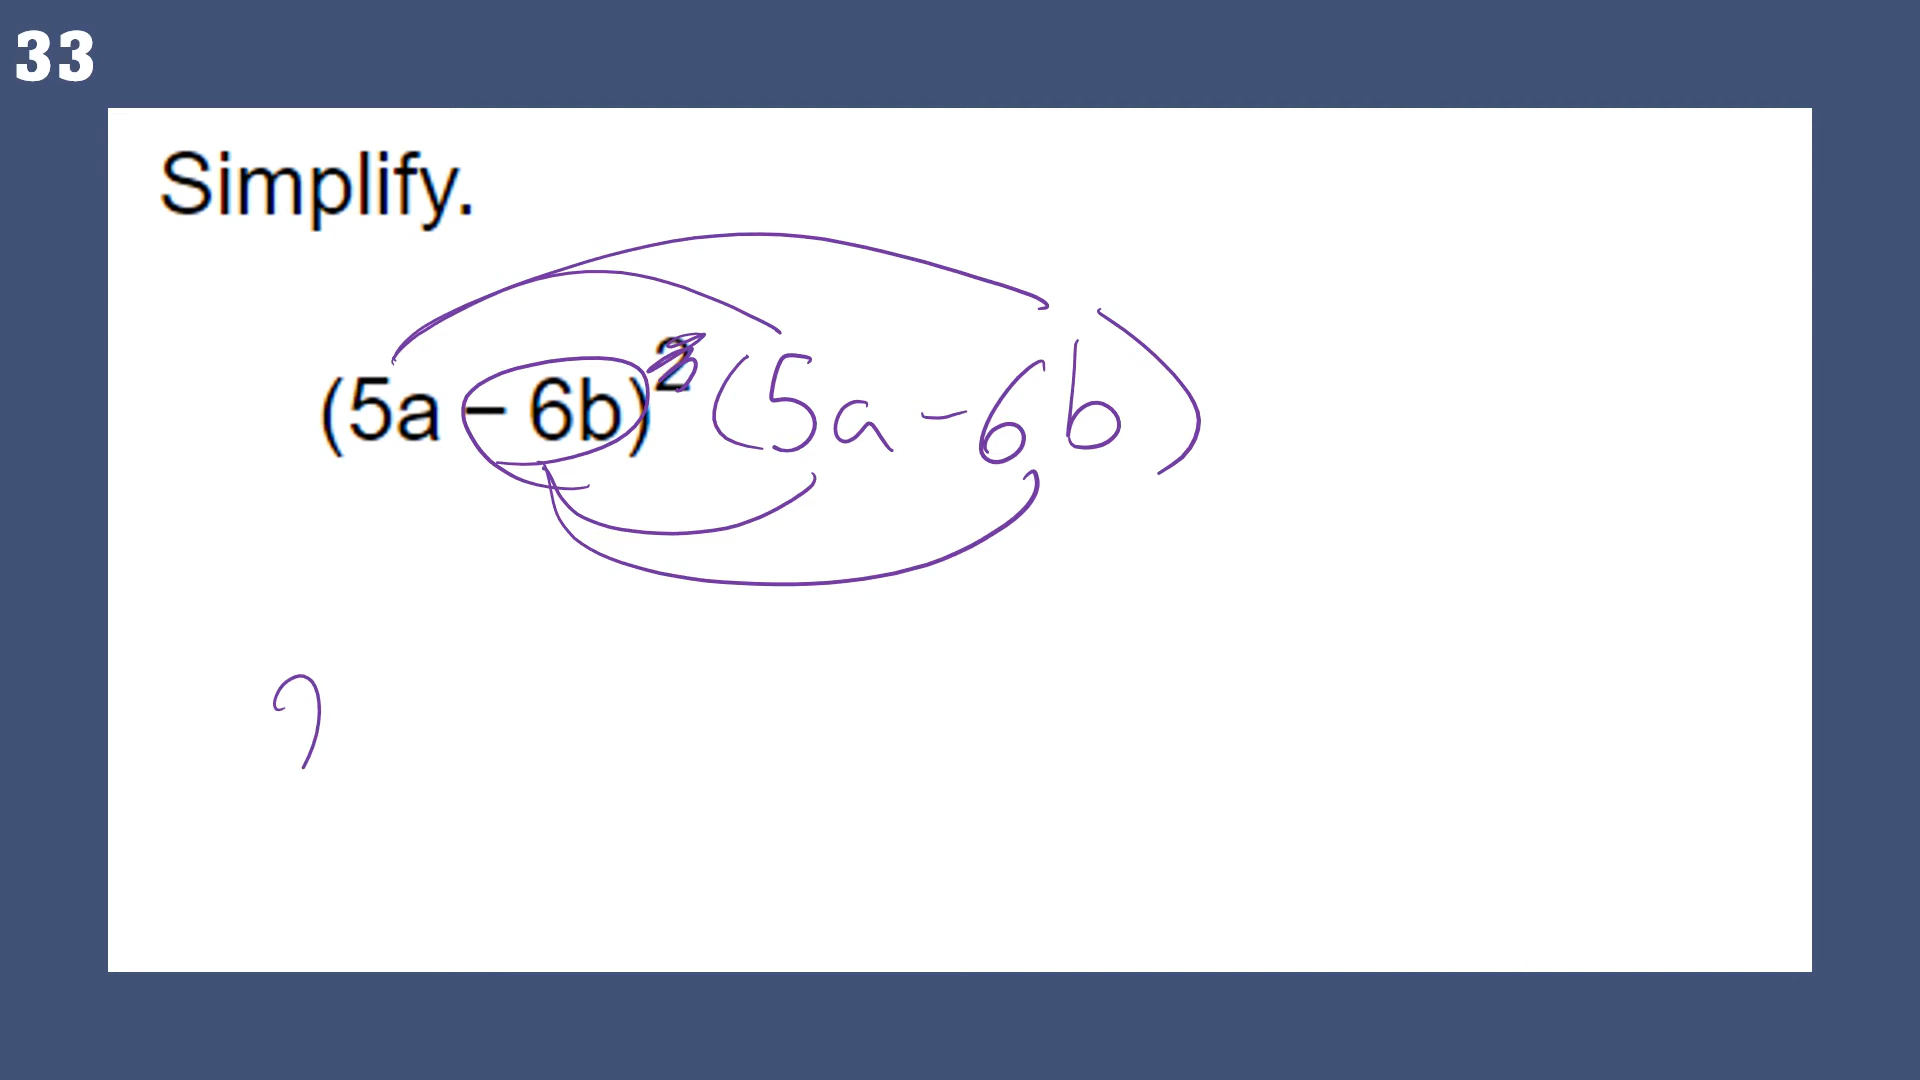 33
Simplify.
(5a – 6b)² (5a - 6b)